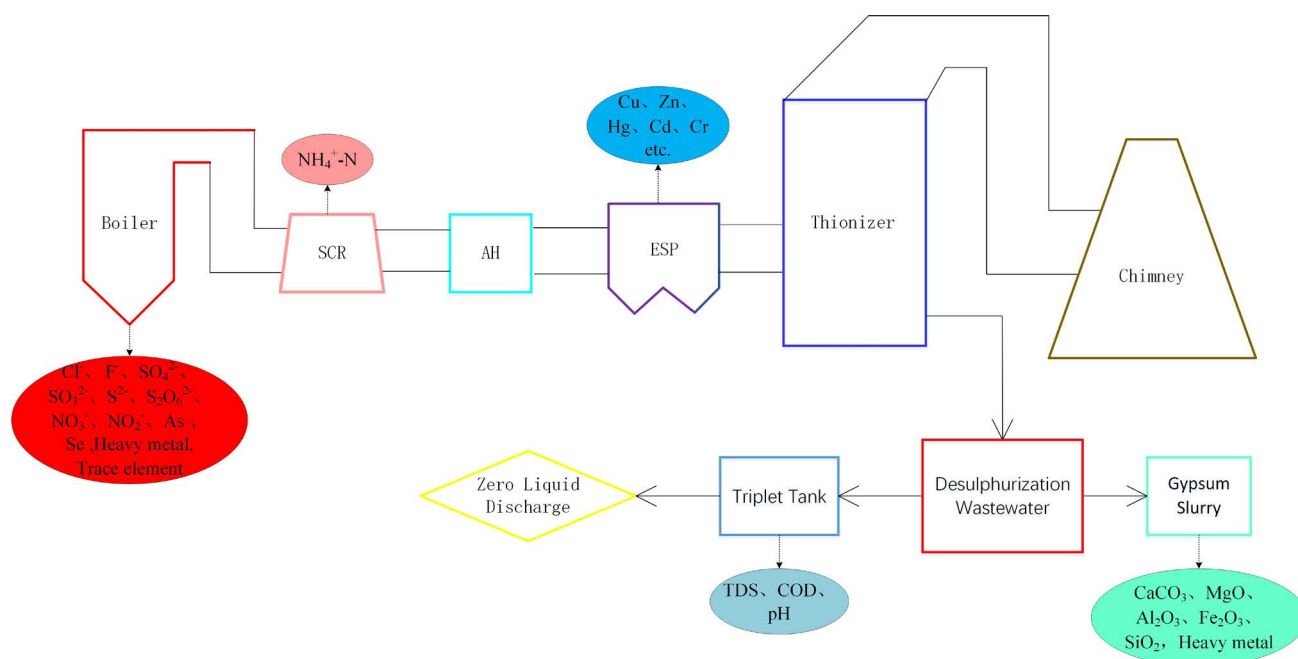 Cu、Zn、
Hg、Cd、Cr
etc.
NH₄⁺-N
Boiler
SCR
AH
ESP
Thionizer
Chimney
Cl⁻、F⁻、SO₄²⁻、
SO₃²⁻、S²⁻、S₂O₆²⁻、
NO₃⁻、NO₂⁻、As、
Se ,Heavy metal,
Trace element
Zero Liquid
Discharge
Triplet Tank
Desulphurization
Wastewater
Gypsum
Slurry
TDS、COD、
pH
CaCO₃、MgO、
Al₂O₃、Fe₂O₃、
SiO₂，Heavy metal